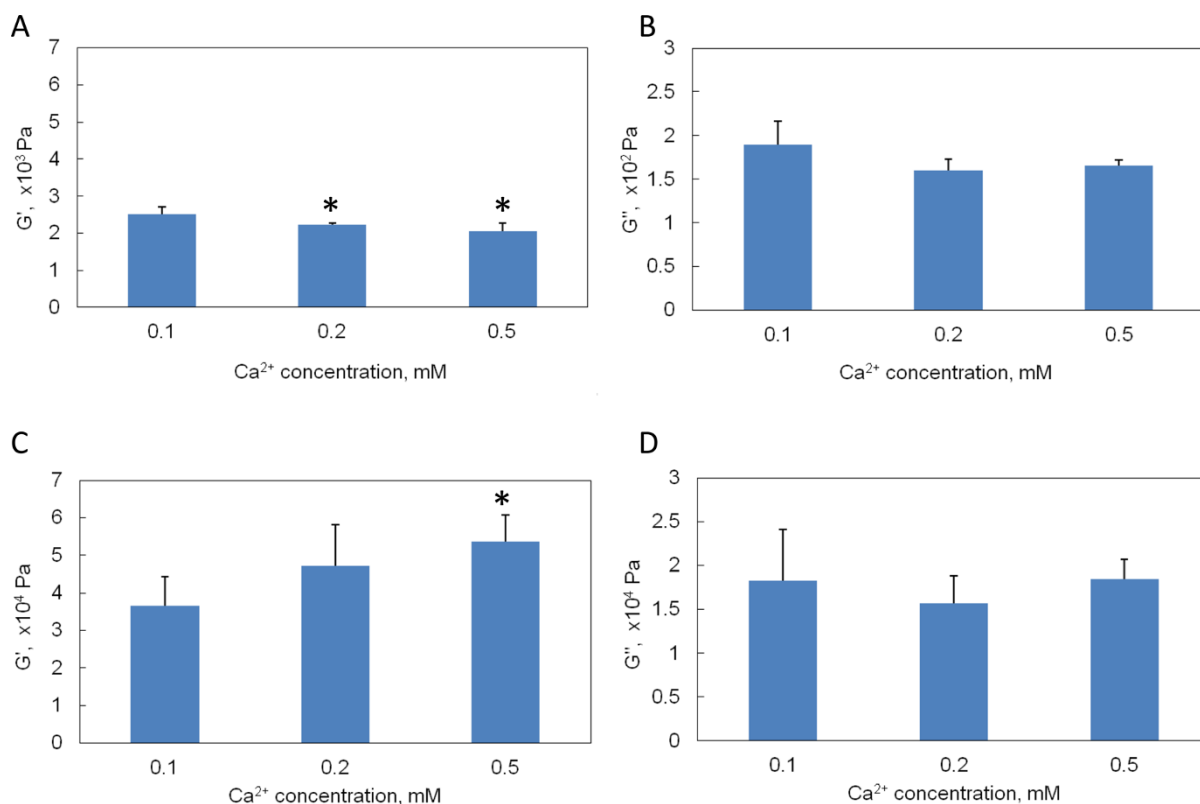 A
7
6
5
4
3
2
1
0
G', x10³ Pa
*
*
0.1 0.2 0.5
Ca²⁺ concentration, mM
B
3
2.5
2
1.5
1
0.5
0
G'', x10² Pa
0.1 0.2 0.5
Ca²⁺ concentration, mM
C
7
6
5
4
3
2
1
0
G', x10⁴ Pa
*
0.1 0.2 0.5
Ca²⁺ concentration, mM
D
3
2.5
2
1.5
1
0.5
0
G'', x10⁴ Pa
0.1 0.2 0.5
Ca²⁺ concentration, mM